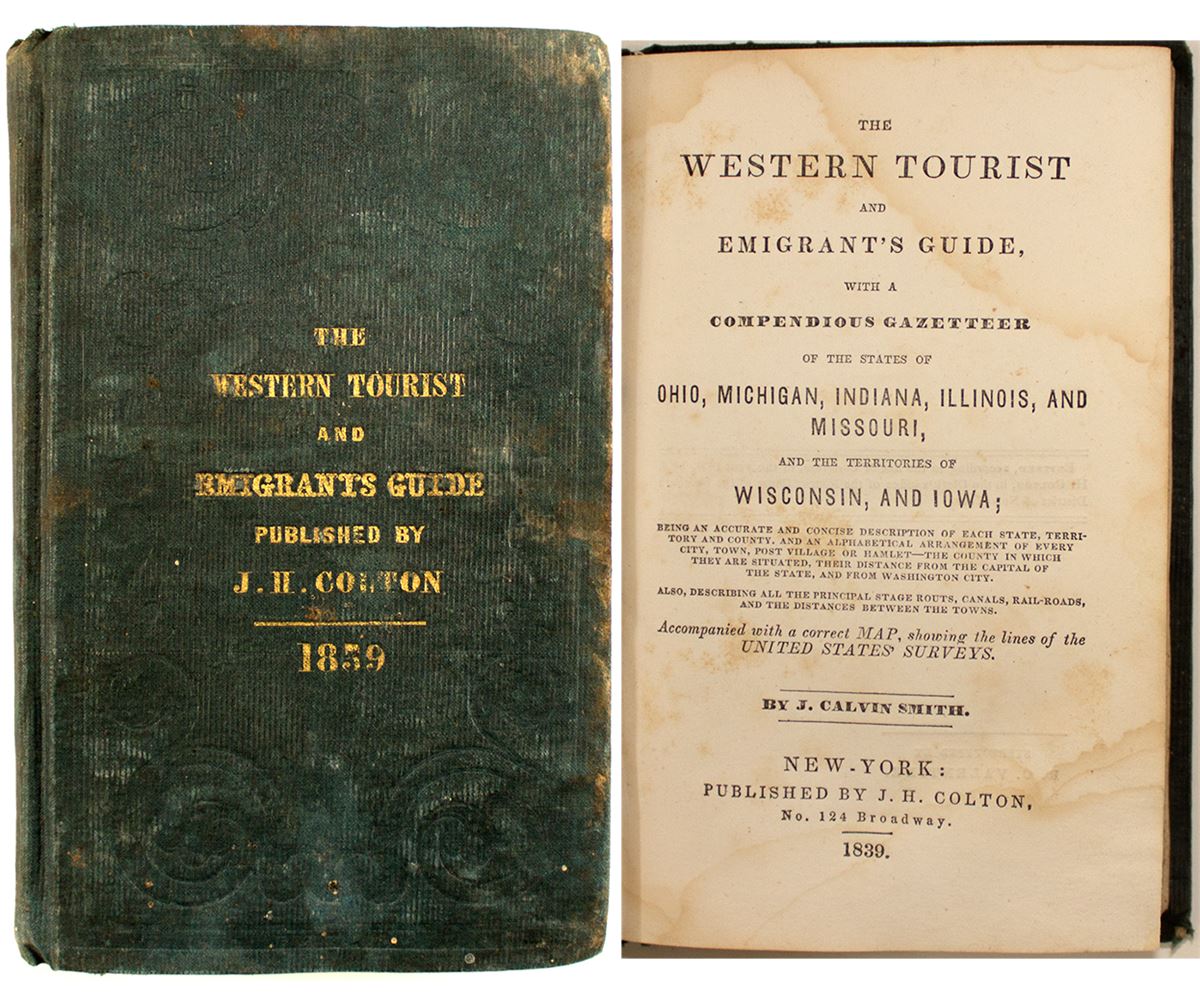 THE
WESTERN TOURIST
AND
EMIGRANTS GUIDE
PUBLISHED BY
J. H. COLTON
1839
THE
WESTERN TOURIST
AND
EMIGRANT'S GUIDE,
WITH A
COMPENDIOUS GAZETTEER
OF THE STATES OF
OHIO, MICHIGAN, INDIANA, ILLINOIS, AND
MISSOURI,
AND THE TERRITORIES OF
WISCONSIN, AND IOWA;
BEING AN ACCURATE AND CONCISE DESCRIPTION OF EACH STATE, TERRI-
TORY AND COUNTY, AND AN ALPHABETICAL ARRANGEMENT OF EVERY
CITY, TOWN, POST VILLAGE OR HAMLET—THE COUNTY IN WHICH
THEY ARE SITUATED, THEIR DISTANCE FROM THE CAPITAL OF
THE STATE, AND FROM WASHINGTON CITY.
ALSO, DESCRIBING ALL THE PRINCIPAL STAGE ROUTS, CANALS, RAIL-ROADS,
AND THE DISTANCES BETWEEN THE TOWNS.
Accompanied with a correct MAP, showing the lines of the
UNITED STATES' SURVEYS.
BY J. CALVIN SMITH.
NEW-YORK:
PUBLISHED BY J. H. COLTON,
No. 124 Broadway.
1839.